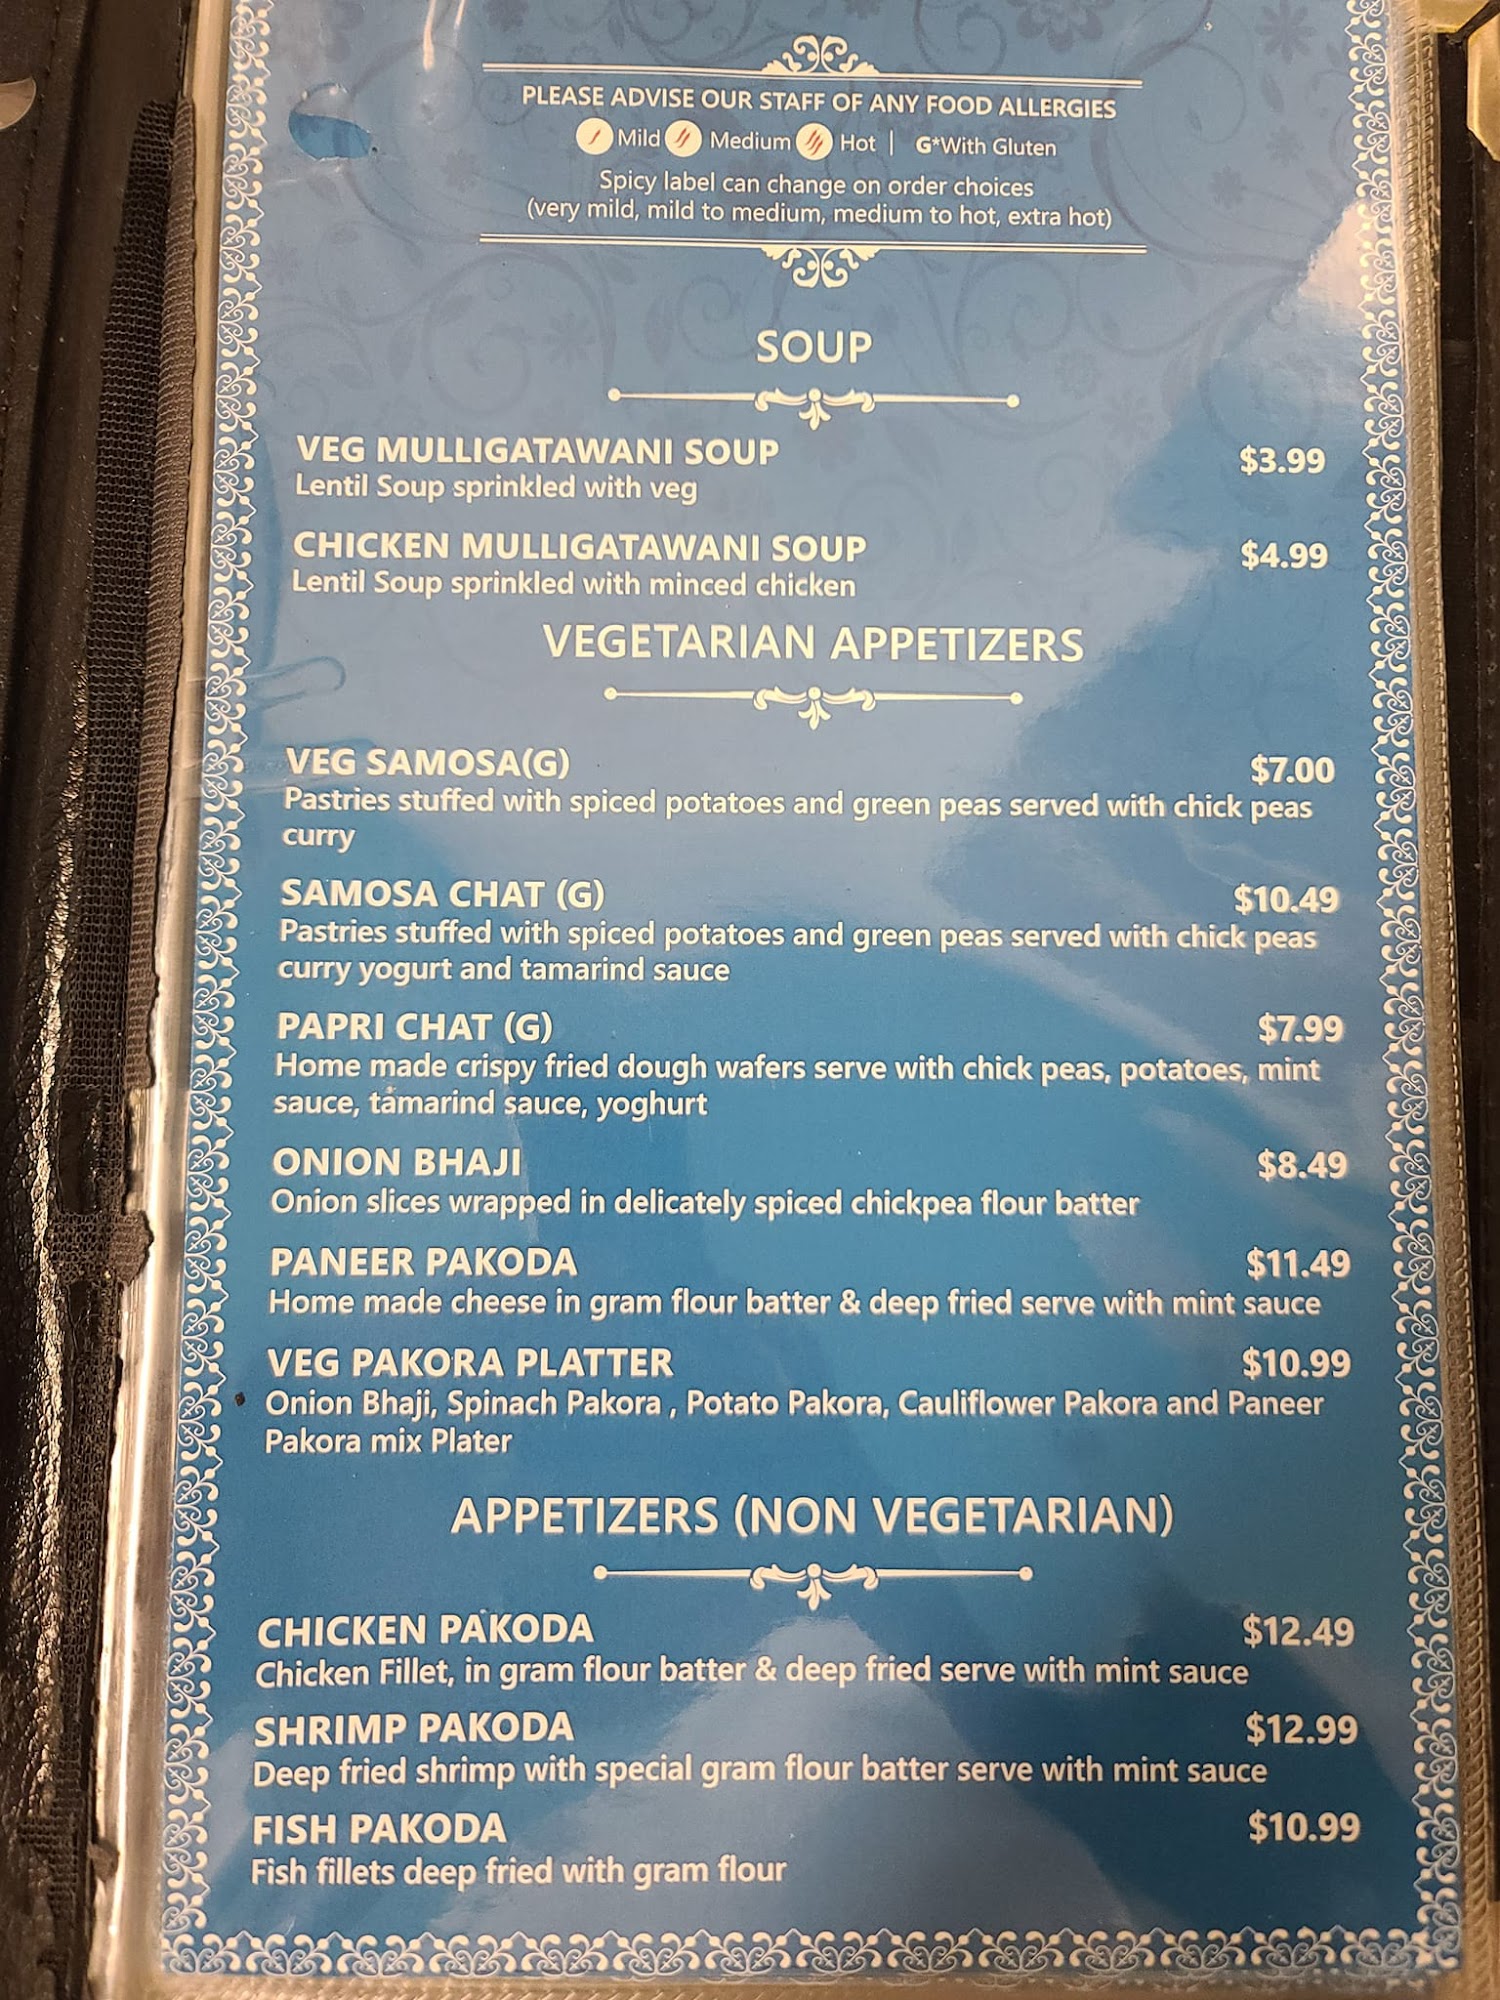 PLEASE ADVISE OUR STAFF OF ANY FOOD ALLERGIES
Mild Medium Hot | G*With Gluten
Spicy label can change on order choices
(very mild, mild to medium, medium to hot, extra hot)
SOUP
VEG MULLIGATAWANI SOUP $3.99
Lentil Soup sprinkled with veg
CHICKEN MULLIGATAWANI SOUP $4.99
Lentil Soup sprinkled with minced chicken
VEGETARIAN APPETIZERS
VEG SAMOSA(G) $7.00
Pastries stuffed with spiced potatoes and green peas served with chick peas
curry
SAMOSA CHAT (G) $10.49
Pastries stuffed with spiced potatoes and green peas served with chick peas
curry yogurt and tamarind sauce
PAPRI CHAT (G) $7.99
Home made crispy fried dough wafers serve with chick peas, potatoes, mint
sauce, tamarind sauce, yoghurt
ONION BHAJI $8.49
Onion slices wrapped in delicately spiced chickpea flour batter
PANEER PAKODA $11.49
Home made cheese in gram flour batter & deep fried serve with mint sauce
VEG PAKORA PLATTER $10.99
Onion Bhaji, Spinach Pakora , Potato Pakora, Cauliflower Pakora and Paneer
Pakora mix Plater
APPETIZERS (NON VEGETARIAN)
CHICKEN PAKODA $12.49
Chicken Fillet, in gram flour batter & deep fried serve with mint sauce
SHRIMP PAKODA $12.99
Deep fried shrimp with special gram flour batter serve with mint sauce
FISH PAKODA $10.99
Fish fillets deep fried with gram flour